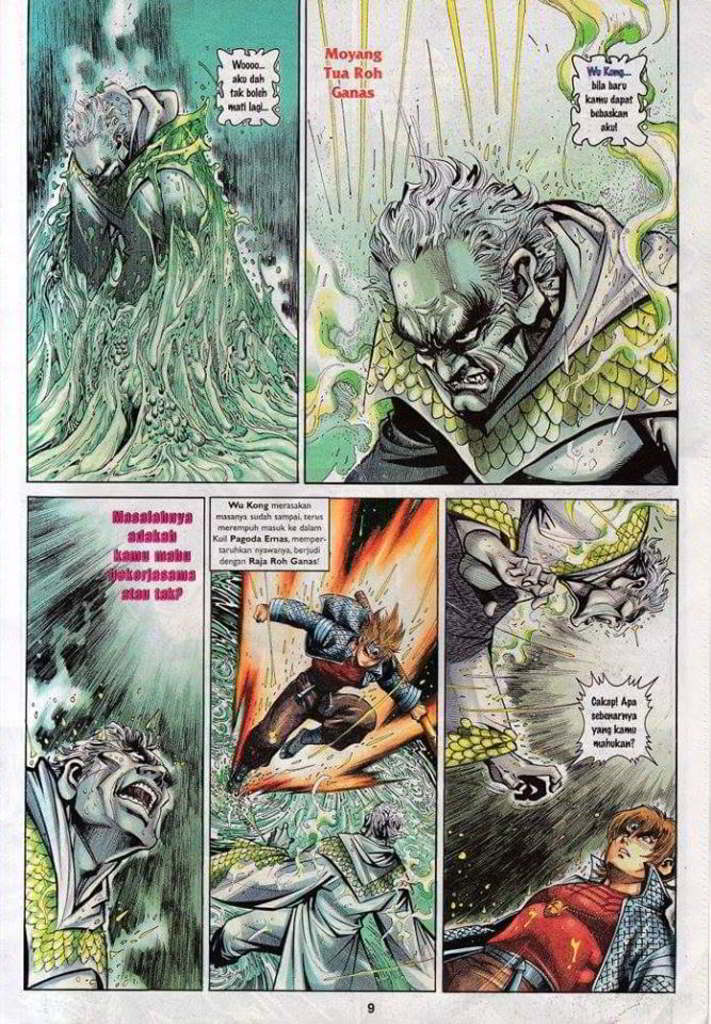 Woooo...
aku dah
tak boleh
mati lagi...
Moyang
Tua Roh
Ganas
Wu Kong...
bila baru
kamu dapat
bebaskan
aku!
Masalahnya
adakah
kamu mahu
bekerjasama
atau tak?
Wu Kong merasakan
masanya sudah sampai, terus
merempuh masuk ke dalam
Kuil Pagoda Emas, memper-
taruhkan nyawanya, berjudi
dengan Raja Roh Ganas!
Cakap! Apa
sebenarnya
yang kamu
mahukan?
9